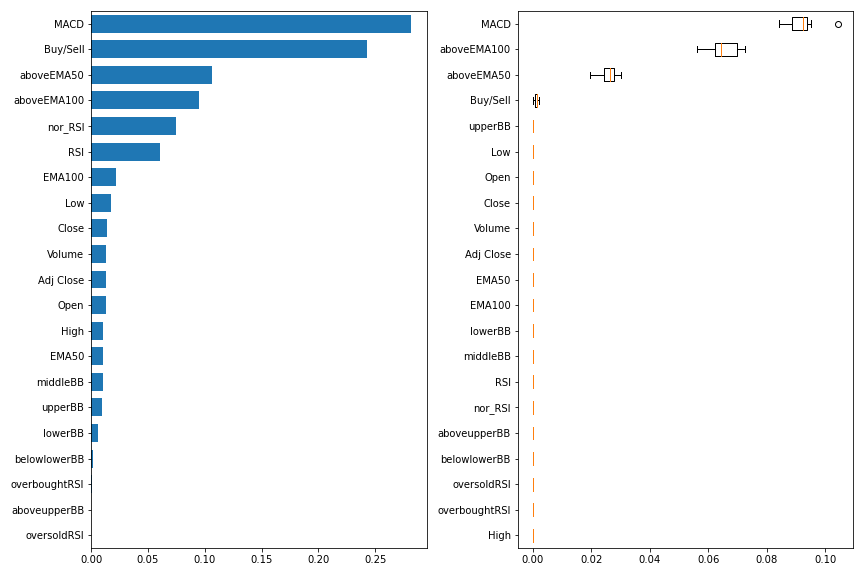 MACD
Buy/Sell
aboveEMA50
aboveEMA100
nor_RSI
RSI
EMA100
Low
Close
Volume
Adj Close
Open
High
EMA50
middleBB
upperBB
lowerBB
belowlowerBB
overboughtRSI
aboveupperBB
oversoldRSI
0.00 0.05 0.10 0.15 0.20 0.25
MACD
aboveEMA100
aboveEMA50
Buy/Sell
upperBB
Low
Open
Close
Volume
Adj Close
EMA50
EMA100
lowerBB
middleBB
RSI
nor_RSI
aboveupperBB
belowlowerBB
oversoldRSI
overboughtRSI
High
0.00 0.02 0.04 0.06 0.08 0.10